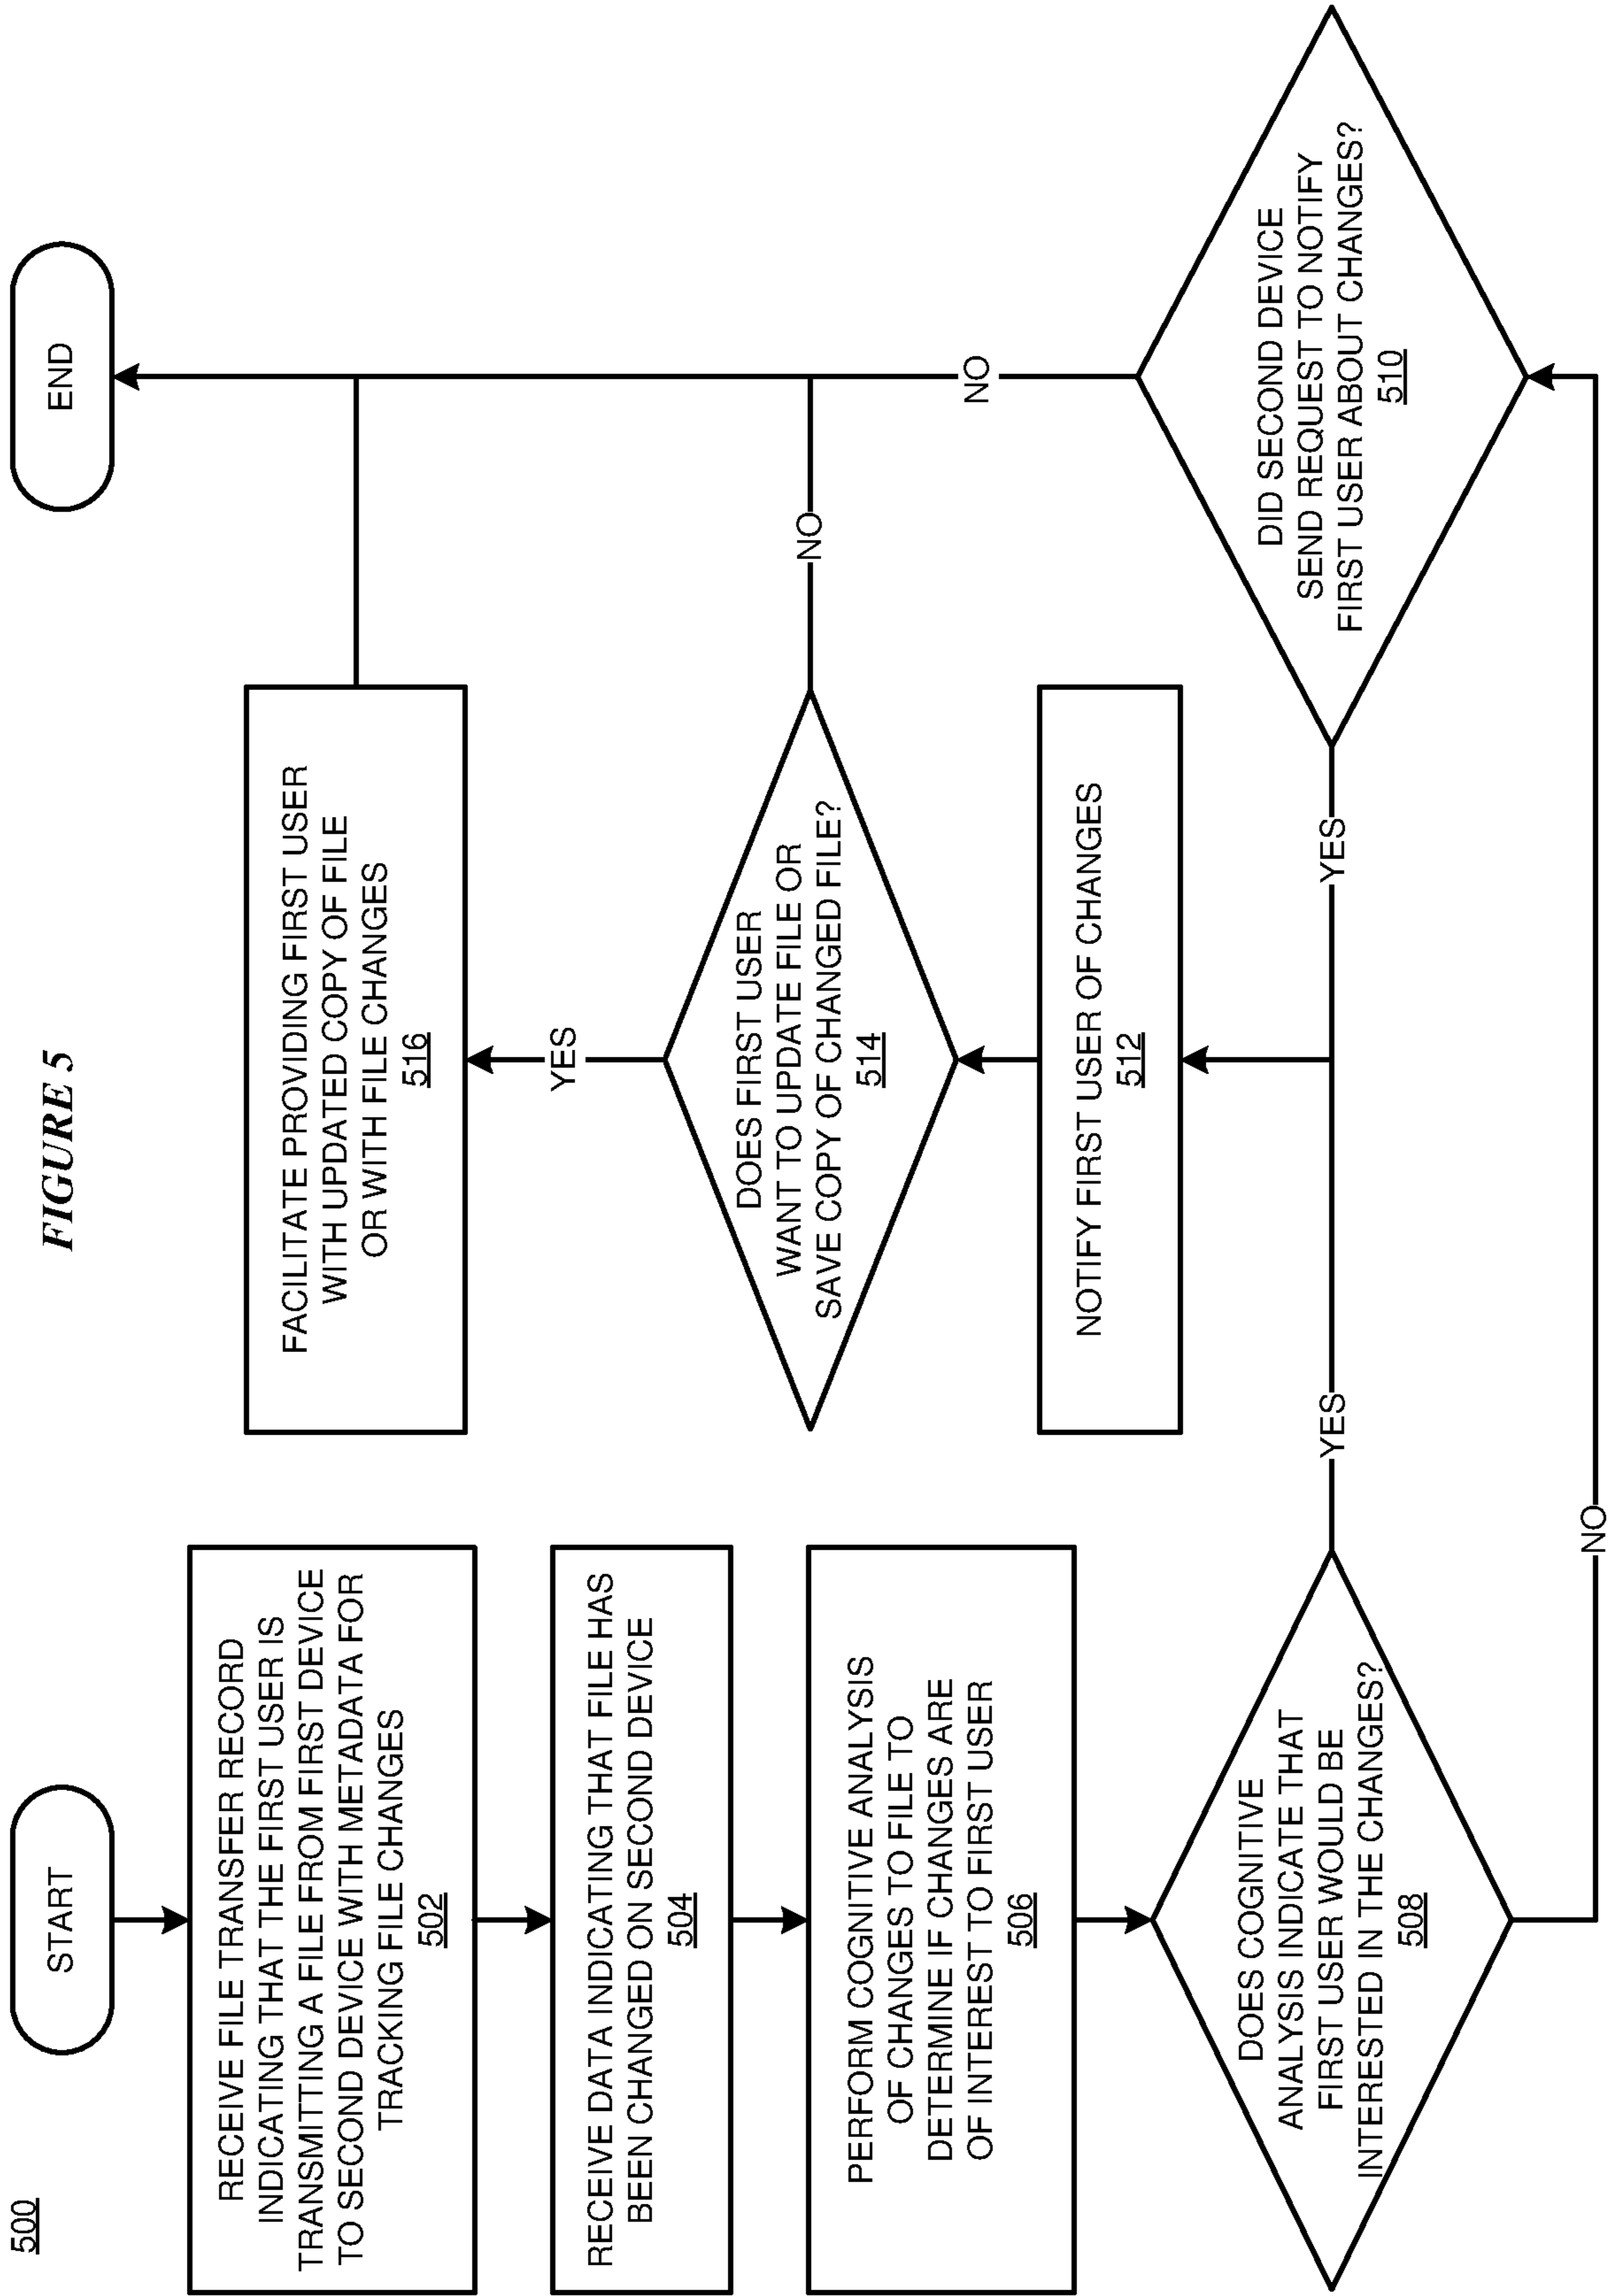 500
FIGURE 5
START
RECEIVE FILE TRANSFER RECORD
INDICATING THAT THE FIRST USER IS
TRANSMITTING A FILE FROM FIRST DEVICE
TO SECOND DEVICE WITH METADATA FOR
TRACKING FILE CHANGES
502
RECEIVE DATA INDICATING THAT FILE HAS
BEEN CHANGED ON SECOND DEVICE
504
PERFORM COGNITIVE ANALYSIS
OF CHANGES TO FILE TO
DETERMINE IF CHANGES ARE
OF INTEREST TO FIRST USER
506
DOES COGNITIVE
ANALYSIS INDICATE THAT
FIRST USER WOULD BE
INTERESTED IN THE CHANGES?
508
YES
NO
DID SECOND DEVICE
SEND REQUEST TO NOTIFY
FIRST USER ABOUT CHANGES?
510
YES
NO
NOTIFY FIRST USER OF CHANGES
512
DOES FIRST USER
WANT TO UPDATE FILE OR
SAVE COPY OF CHANGED FILE?
514
YES
NO
FACILITATE PROVIDING FIRST USER
WITH UPDATED COPY OF FILE
OR WITH FILE CHANGES
516
END